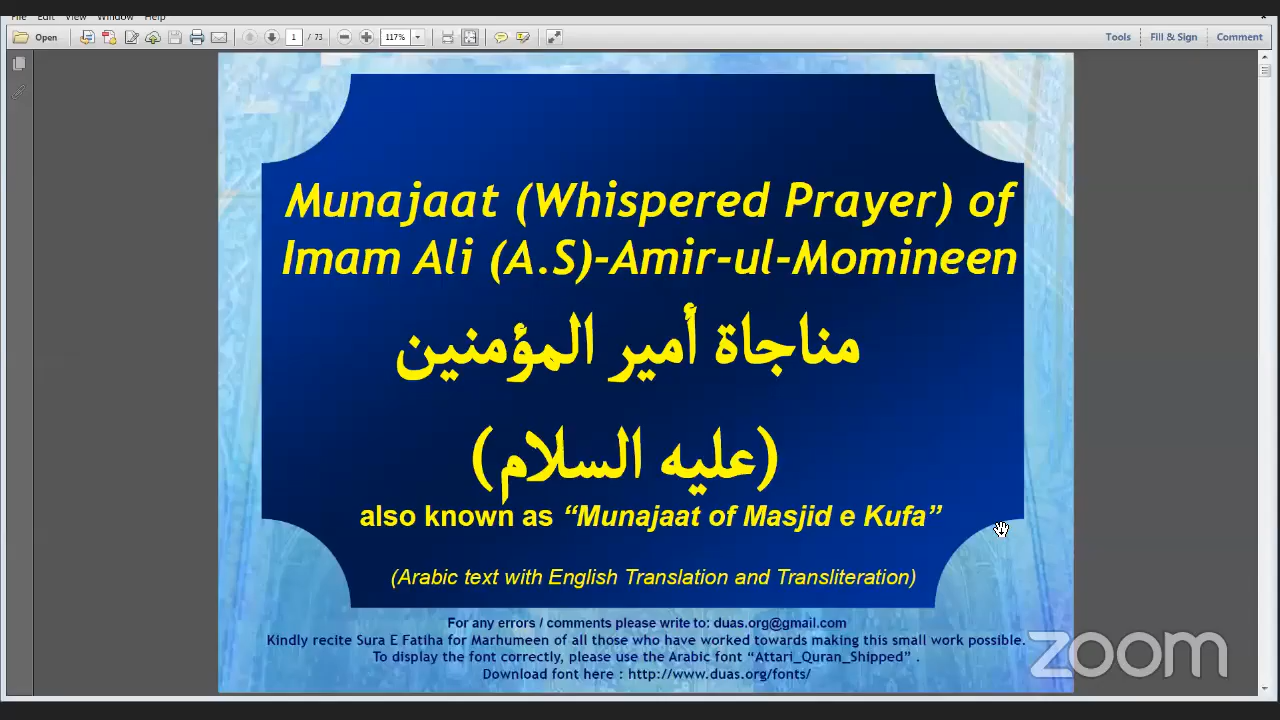 File Edit View Window Help
Open 1 / 73 117% Tools Fill & Sign Comment
Munajaat (Whispered Prayer) of
Imam Ali (A.S)-Amir-ul-Momineen
مناجاة أمير المؤمنين
(عليه السلام)
also known as “Munajaat of Masjid e Kufa”
(Arabic text with English Translation and Transliteration)
For any errors / comments please write to: duas.org@gmail.com
Kindly recite Sura E Fatiha for Marhumeen of all those who have worked towards making this small work possible.
To display the font correctly, please use the Arabic font “Attari_Quran_Shipped” .
Download font here : http://www.duas.org/fonts/
zoom